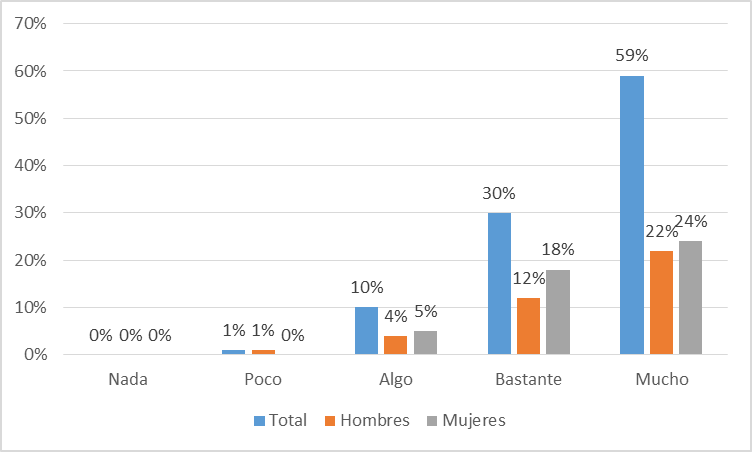 70%
60%
50%
40%
30%
20%
10%
0%
0% 0% 0%
1% 1% 0%
10% 4% 5%
30% 12% 18%
59% 22% 24%
Nada Poco Algo Bastante Mucho
Total Hombres Mujeres